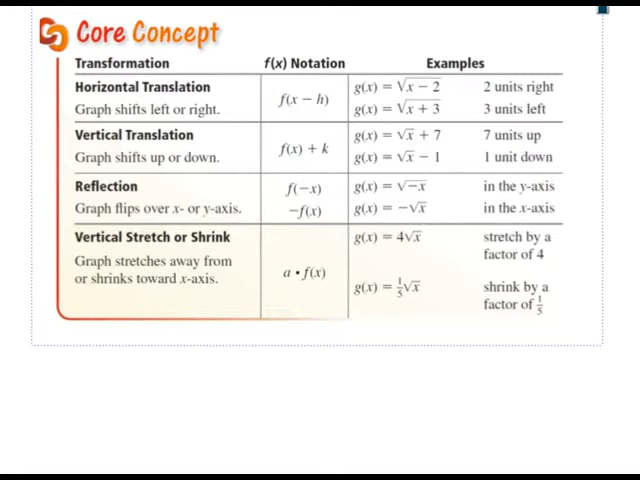 Core Concept
Transformation f(x) Notation Examples
Horizontal Translation
Graph shifts left or right.
f(x − h)
g(x) = √(x − 2) 2 units right
g(x) = √(x + 3) 3 units left
Vertical Translation
Graph shifts up or down.
f(x) + k
g(x) = √x + 7 7 units up
g(x) = √x − 1 1 unit down
Reflection
Graph flips over x- or y-axis.
f(−x)
−f(x)
g(x) = √(−x) in the y-axis
g(x) = −√x in the x-axis
Vertical Stretch or Shrink
Graph stretches away from
or shrinks toward x-axis.
a • f(x)
g(x) = 4√x stretch by a
factor of 4
g(x) = 1/5√x shrink by a
factor of 1/5